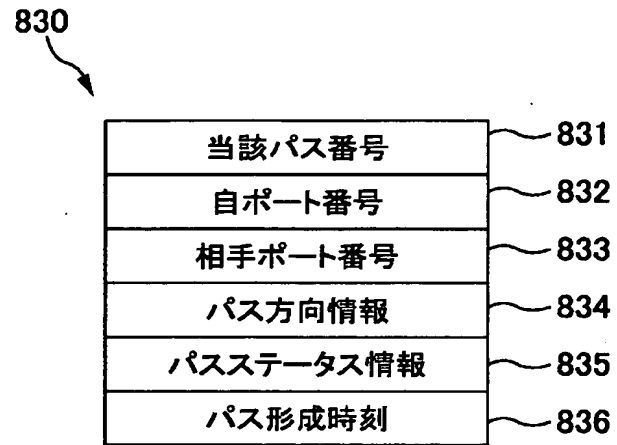 830
当該パス番号 831
自ポート番号 832
相手ポート番号 833
パス方向情報 834
パスステータス情報 835
パス形成時刻 836